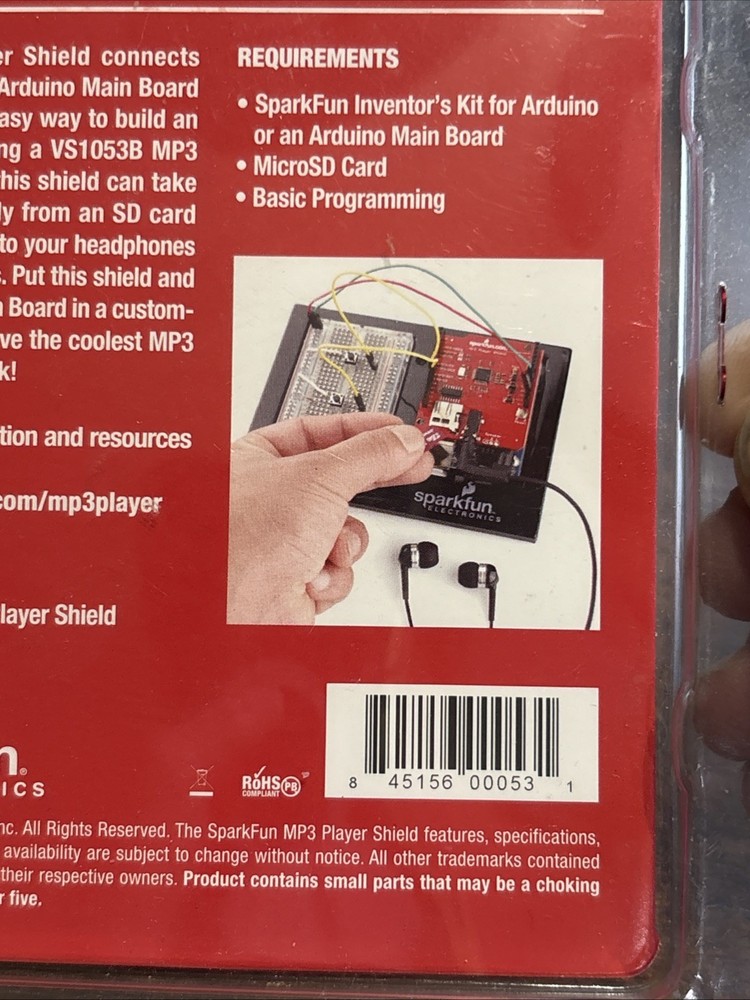 er Shield connects
Arduino Main Board
asy way to build an
ng a VS1053B MP3
this shield can take
ly from an SD card
to your headphones
s. Put this shield and
n Board in a custom-
ve the coolest MP3
k!
tion and resources
com/mp3player
layer Shield
REQUIREMENTS
• SparkFun Inventor's Kit for Arduino
or an Arduino Main Board
• MicroSD Card
• Basic Programming
sparkfun.com
sparkfun
ELECTRONICS
n®
ICS
RoHS
COMPLIANT
PB
8 45156 00053 1
nc. All Rights Reserved. The SparkFun MP3 Player Shield features, specifications,
availability are subject to change without notice. All other trademarks contained
their respective owners. Product contains small parts that may be a choking
r five.